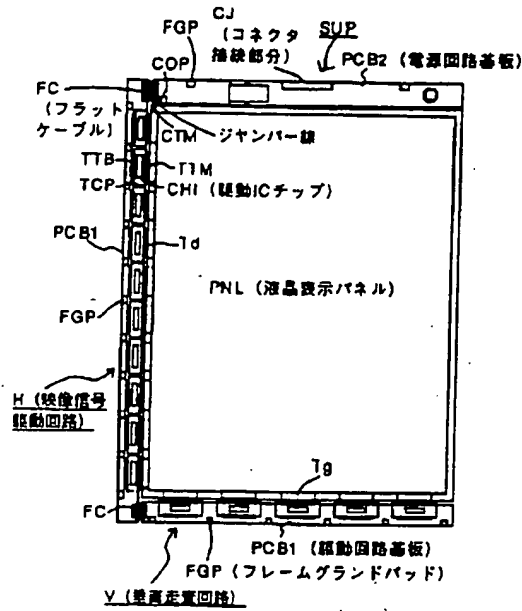 CJ
(コネクタ
接続部分)
FGP
SUP
COP
PCB2 (電源回路基板)
FC
(フラット
ケーブル)
CTM
ジャンパー線
TTB
TTM
TCP
CHI (駆動ICチップ)
PCB1
Td
PNL (液晶表示パネル)
FGP
H (映像信号
駆動回路)
Tg
FC
PCB1 (駆動回路基板)
FGP (フレームグランドパッド)
V (垂直走査回路)